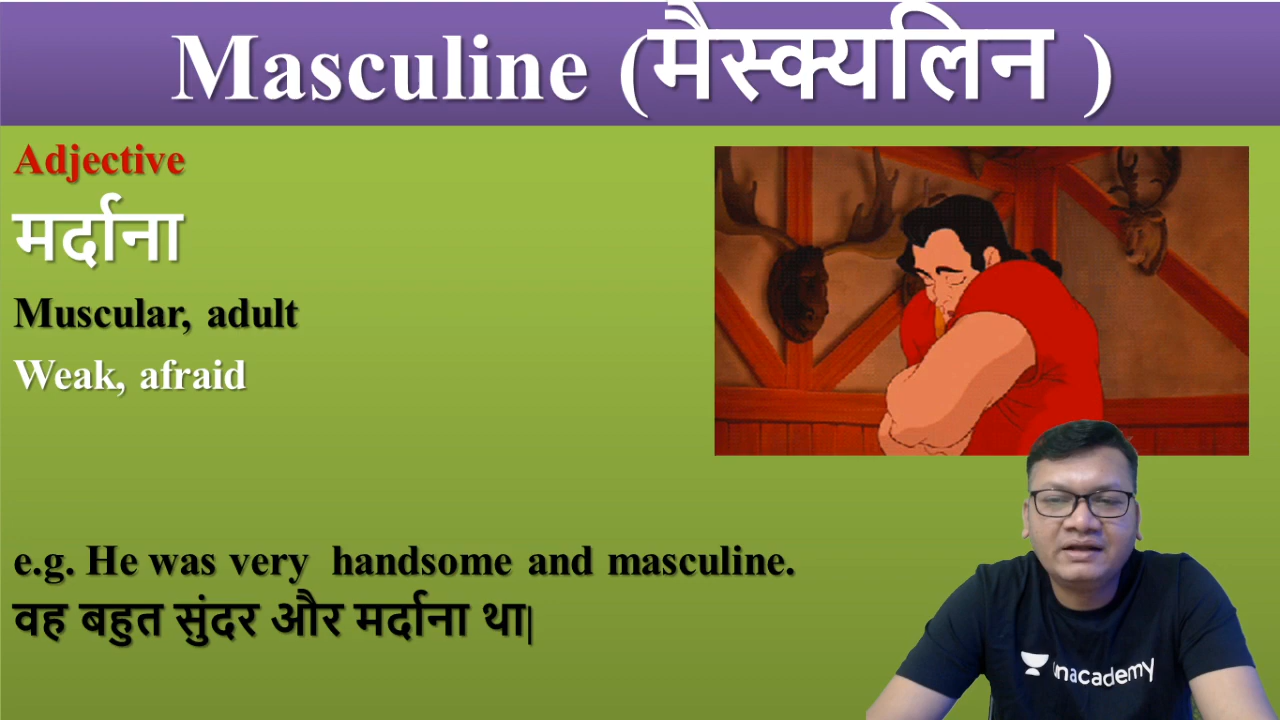 Masculine (मैस्क्यलिन )
Adjective
मर्दाना
Muscular, adult
Weak, afraid
e.g. He was very handsome and masculine.
वह बहुत सुंदर और मर्दाना था|
unacademy